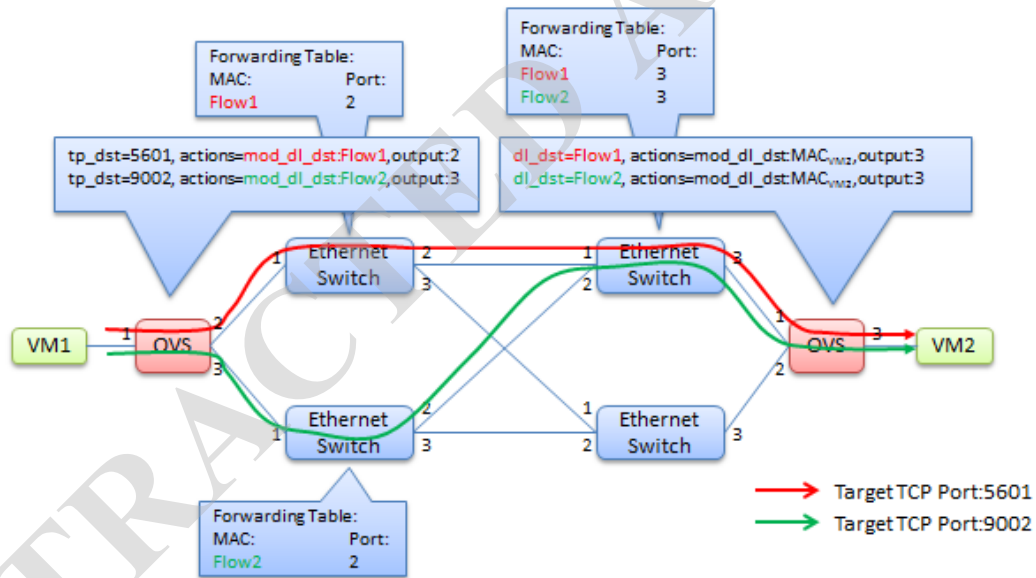 Forwarding Table:
MAC: Port:
Flow1 2
Forwarding Table:
MAC: Port:
Flow1 3
Flow2 3
tp_dst=5601, actions=mod_dl_dst:Flow1,output:2
tp_dst=9002, actions=mod_dl_dst:Flow2,output:3
dl_dst=Flow1, actions=mod_dl_dst:MACVM2,output:3
dl_dst=Flow2, actions=mod_dl_dst:MACVM2,output:3
1 Ethernet Switch 2
3
1 Ethernet Switch 3
2
VM1
1 OVS 2
3
1 OVS 3
2
VM2
1 Ethernet Switch 2
3
1 Ethernet Switch 3
2
Forwarding Table:
MAC: Port:
Flow2 2
Target TCP Port:5601
Target TCP Port:9002
TRACTED A